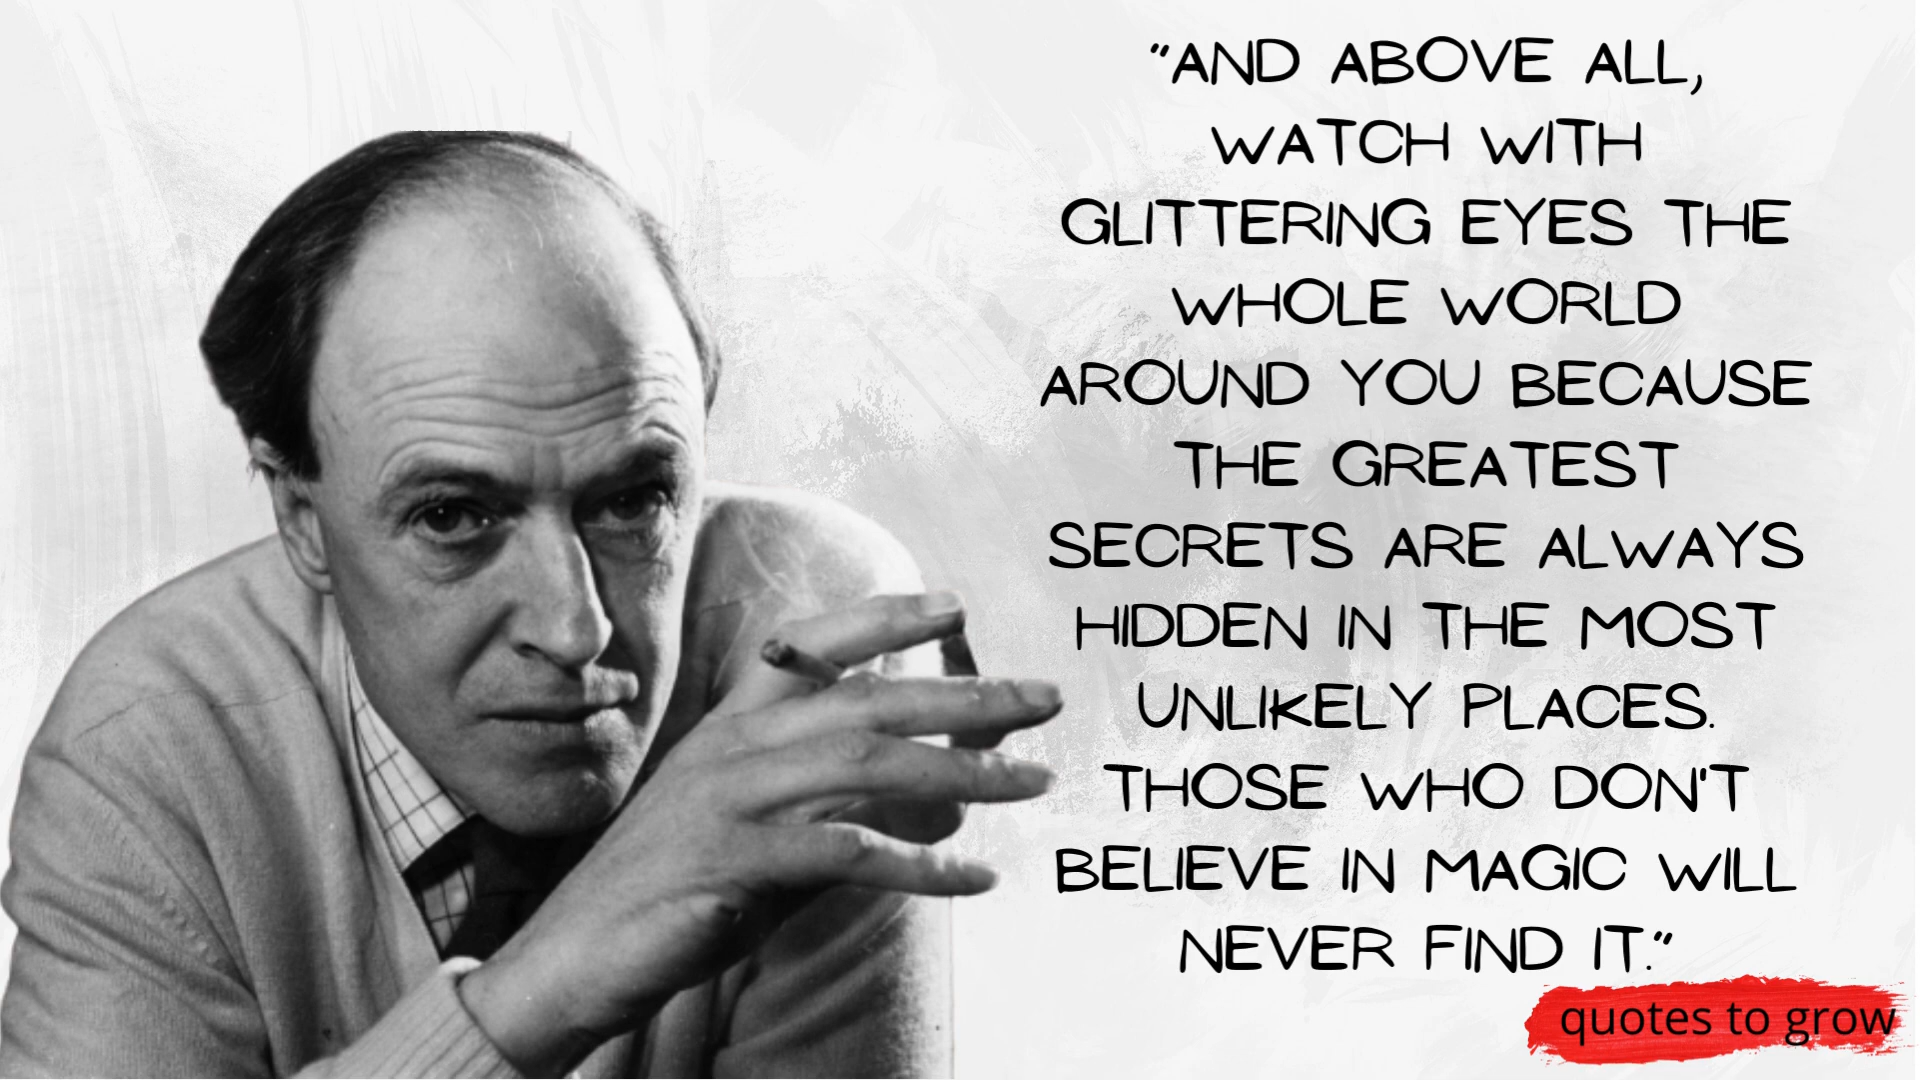 "AND ABOVE ALL,
WATCH WITH
GLITTERING EYES THE
WHOLE WORLD
AROUND YOU BECAUSE
THE GREATEST
SECRETS ARE ALWAYS
HIDDEN IN THE MOST
UNLIKELY PLACES.
THOSE WHO DON'T
BELIEVE IN MAGIC WILL
NEVER FIND IT."
quotes to grow